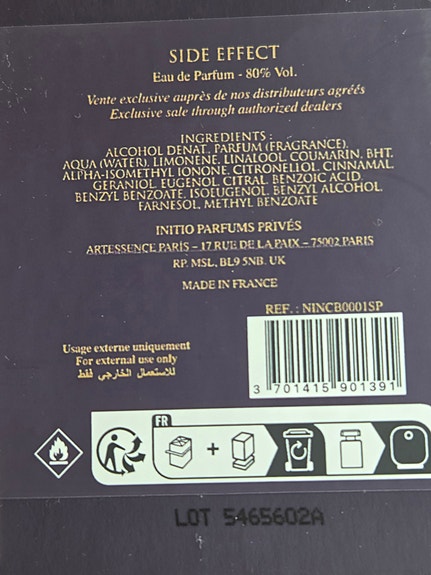 SIDE EFFECT
Eau de Parfum - 80% Vol.
Vente exclusive auprès de nos distributeurs agréés
Exclusive sale through authorized dealers
INGREDIENTS :
ALCOHOL DENAT. PARFUM (FRAGRANCE),
AQUA (WATER), LIMONENE, LINALOOL, COUMARIN, BHT,
ALPHA-ISOMETHYL IONONE, CITRONELLOL, CINNAMAL,
GERANIOL, EUGENOL, CITRAL, BENZOIC ACID,
BENZYL BENZOATE, ISOEUGENOL, BENZYL ALCOHOL,
FARNESOL, METHYL BENZOATE
INITIO PARFUMS PRIVÉS
ARTESSENCE PARIS – 17 RUE DE LA PAIX – 75002 PARIS
RP. MSL, BL9 5NB. UK
MADE IN FRANCE
REF. : NINCB0001SP
Usage externe uniquement
For external use only
للاستعمال الخارجي فقط
3 701415 901391
FR
+
LOT 5465602A